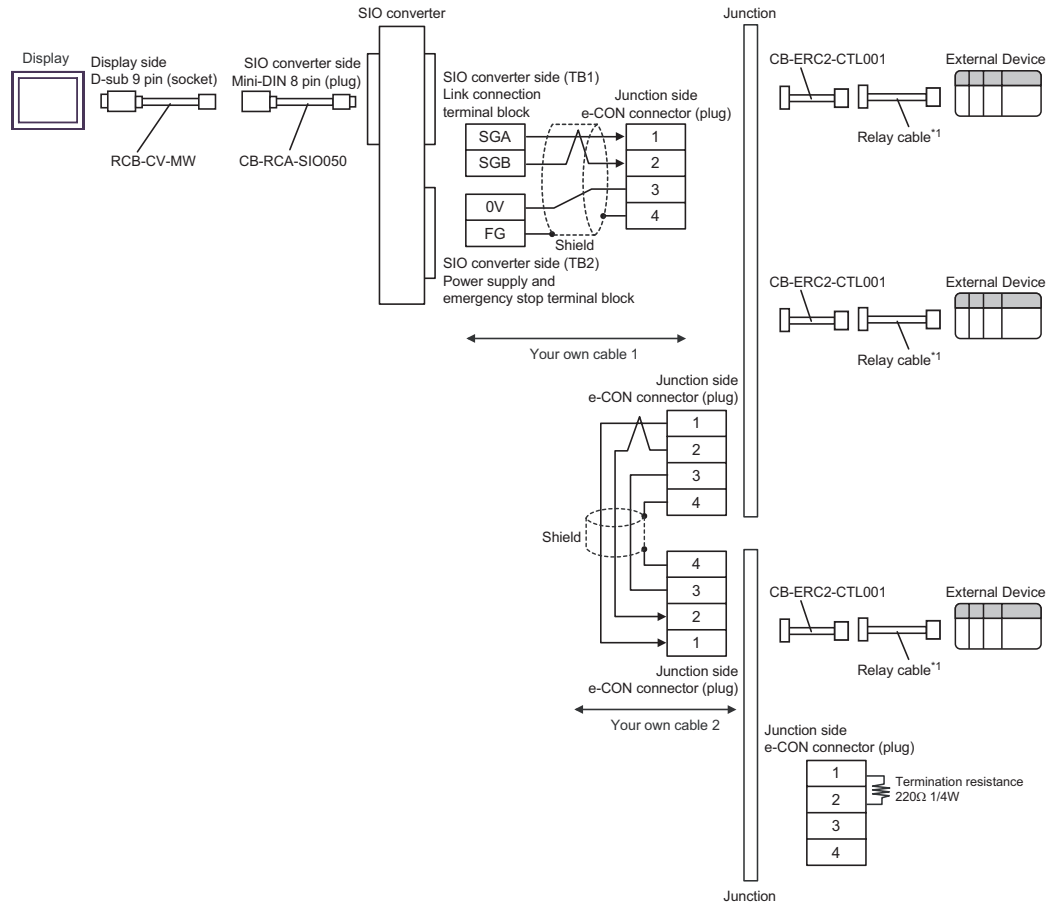 SIO converter
Junction
Display
Display side
D-sub 9 pin (socket)
SIO converter side
Mini-DIN 8 pin (plug)
RCB-CV-MW
CB-RCA-SIO050
SIO converter side (TB1)
Link connection
terminal block
Junction side
e-CON connector (plug)
SGA
SGB
0V
FG
1
2
3
4
Shield
SIO converter side (TB2)
Power supply and
emergency stop terminal block
Your own cable 1
CB-ERC2-CTL001
External Device
Relay cable*1
CB-ERC2-CTL001
External Device
Relay cable*1
Junction side
e-CON connector (plug)
1
2
3
4
Shield
4
3
2
1
Junction side
e-CON connector (plug)
Your own cable 2
CB-ERC2-CTL001
External Device
Relay cable*1
Junction side
e-CON connector (plug)
1
2
3
4
Termination resistance
220Ω 1/4W
Junction